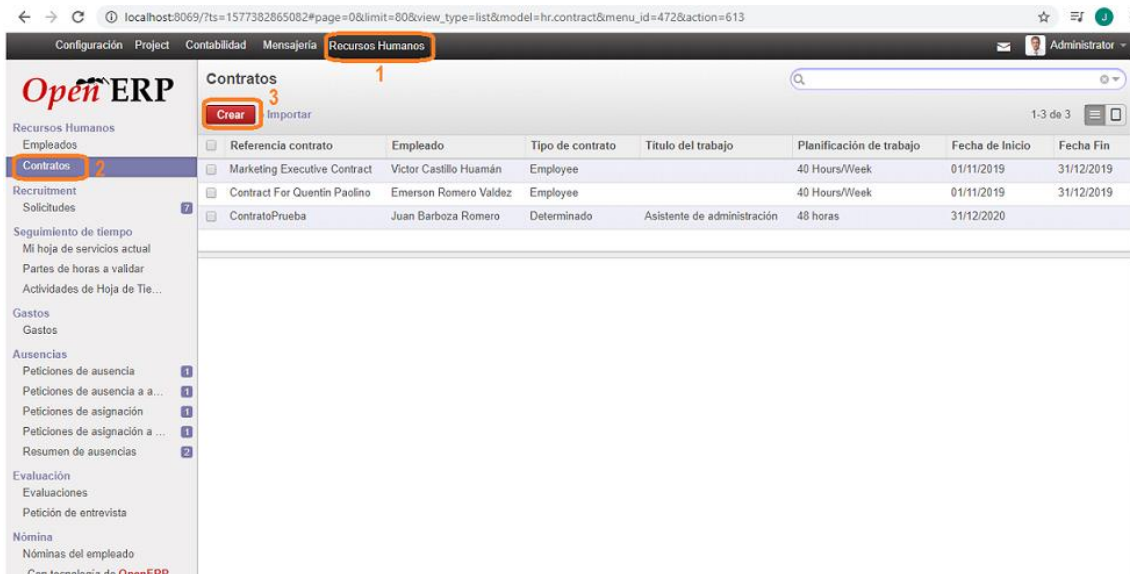 localhost:8069/?ts=1577382865082#page=0&limit=80&view_type=list&model=hr.contract&menu_id=472&action=613
J
Configuración Project Contabilidad Mensajería Recursos Humanos Administrator
1
OpenERP
Contratos
3
Crear Importar 1-3 de 3
Recursos Humanos
Empleados
Contratos 2
Recruitment
Solicitudes 7
Seguimiento de tiempo
Mi hoja de servicios actual
Partes de horas a validar
Actividades de Hoja de Tie...
Gastos
Gastos
Ausencias
Peticiones de ausencia 1
Peticiones de ausencia a a... 1
Peticiones de asignación 1
Peticiones de asignación a ... 1
Resumen de ausencias 2
Evaluación
Evaluaciones
Petición de entrevista
Nómina
Nóminas del empleado
Con tecnología de OpenERP
Referencia contrato Empleado Tipo de contrato Título del trabajo Planificación de trabajo Fecha de Inicio Fecha Fin
Marketing Executive Contract Victor Castillo Huamán Employee 40 Hours/Week 01/11/2019 31/12/2019
Contract For Quentin Paolino Emerson Romero Valdez Employee 40 Hours/Week 01/11/2019 31/12/2019
ContratoPrueba Juan Barboza Romero Determinado Asistente de administración 48 horas 31/12/2020